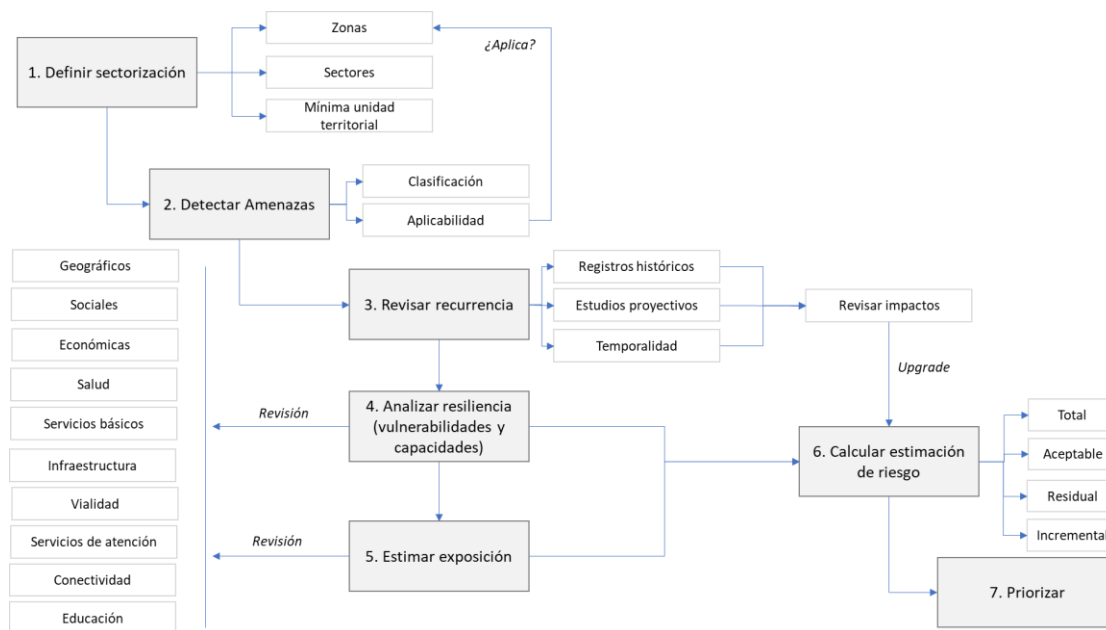 Zonas
¿Aplica?
1. Definir sectorización
Sectores
Mínima unidad
territorial
Clasificación
2. Detectar Amenazas
Aplicabilidad
Geográficos
Sociales
Económicas
Salud
Servicios básicos
Infraestructura
Vialidad
Servicios de atención
Conectividad
Educación
3. Revisar recurrencia
Registros históricos
Estudios proyectivos
Temporalidad
Revisar impactos
Upgrade
Revisión
4. Analizar resiliencia
(vulnerabilidades y
capacidades)
Revisión
5. Estimar exposición
6. Calcular estimación
de riesgo
Total
Aceptable
Residual
Incremental
7. Priorizar